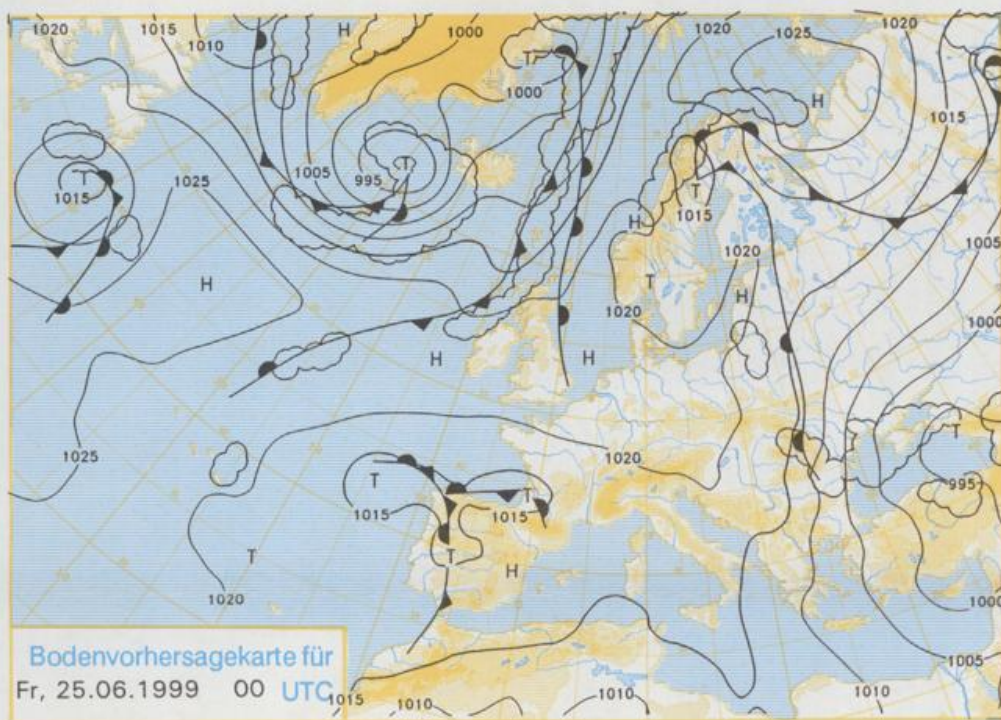 1020 1015 1010 H 1000 1020 1025 1020
T T
1000 H 1015
T 1005 995 T
1015 1025 T
1015
H 1020 1005
H T H
1020 1000
H H
1025 1020 T
T 1015 T 1015 995
T T
H
1020 1000
Bodenvorhersagekarte für
Fr, 25.06.1999 00 UTC
1005
1015 1010 1010 1010